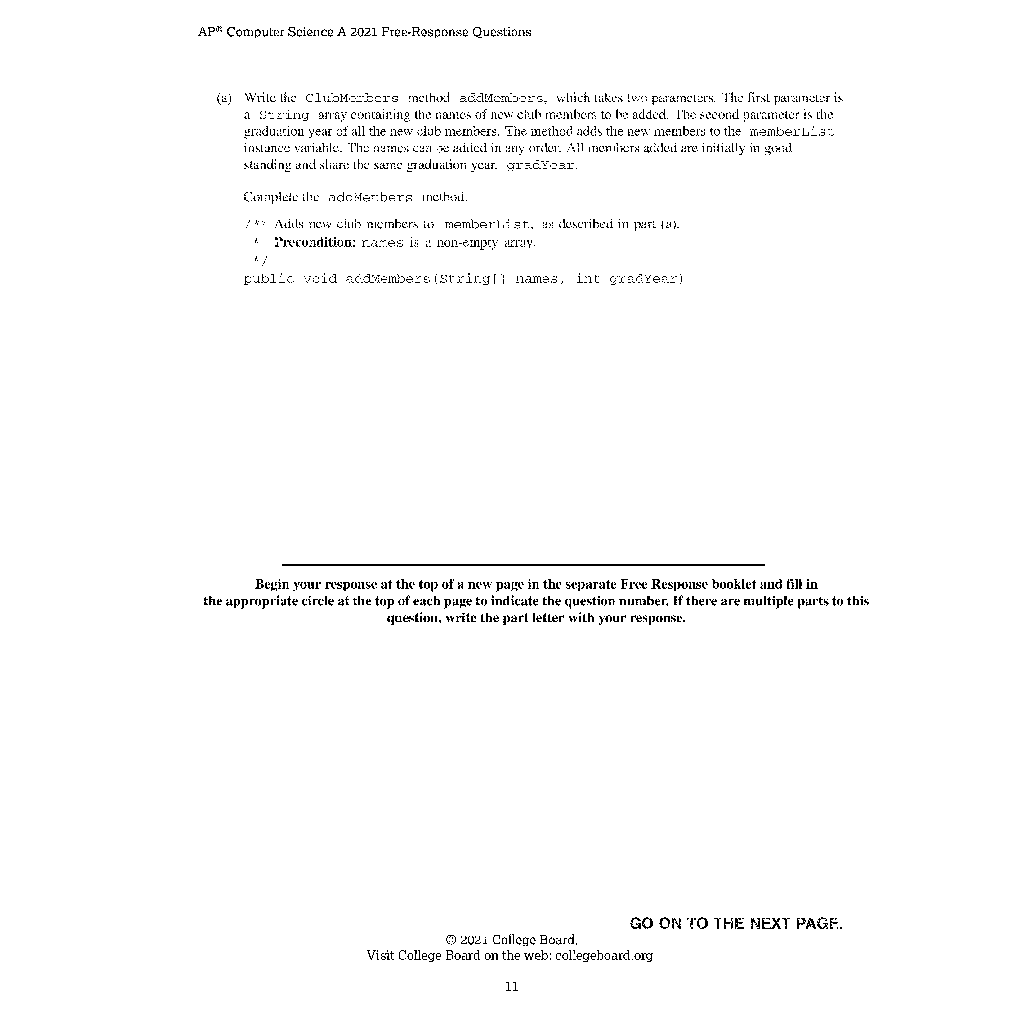 AP® Computer Science A 2021 Free-Response Questions
(a) Write the ClubMembers method addMembers, which takes two parameters. The first parameter is
a String array containing the names of new club members to be added. The second parameter is the
graduation year of all the new club members. The method adds the new members to the memberList
instance variable. The names can be added in any order. All members added are initially in good
standing and share the same graduation year, gradYear.
Complete the addMembers method.
/** Adds new club members to memberList, as described in part (a).
* Precondition: names is a non-empty array.
*/
public void addMembers(String[] names, int gradYear)
Begin your response at the top of a new page in the separate Free Response booklet and fill in
the appropriate circle at the top of each page to indicate the question number. If there are multiple parts to this
question, write the part letter with your response.
GO ON TO THE NEXT PAGE.
© 2021 College Board.
Visit College Board on the web: collegeboard.org
11